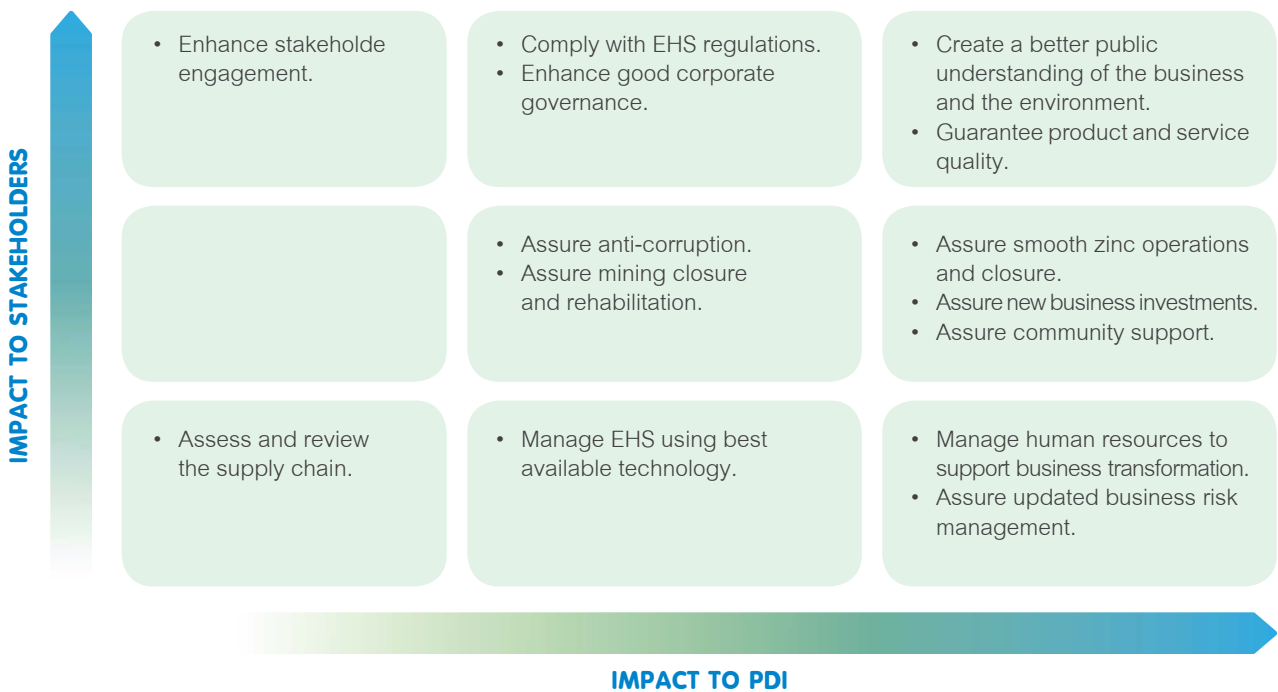 IMPACT TO STAKEHOLDERS
• Enhance stakeholde
engagement.
• Comply with EHS regulations.
• Enhance good corporate
governance.
• Create a better public
understanding of the business
and the environment.
• Guarantee product and service
quality.
• Assure anti-corruption.
• Assure mining closure
and rehabilitation.
• Assure smooth zinc operations
and closure.
• Assure new business investments.
• Assure community support.
• Assess and review
the supply chain.
• Manage EHS using best
available technology.
• Manage human resources to
support business transformation.
• Assure updated business risk
management.
IMPACT TO PDI